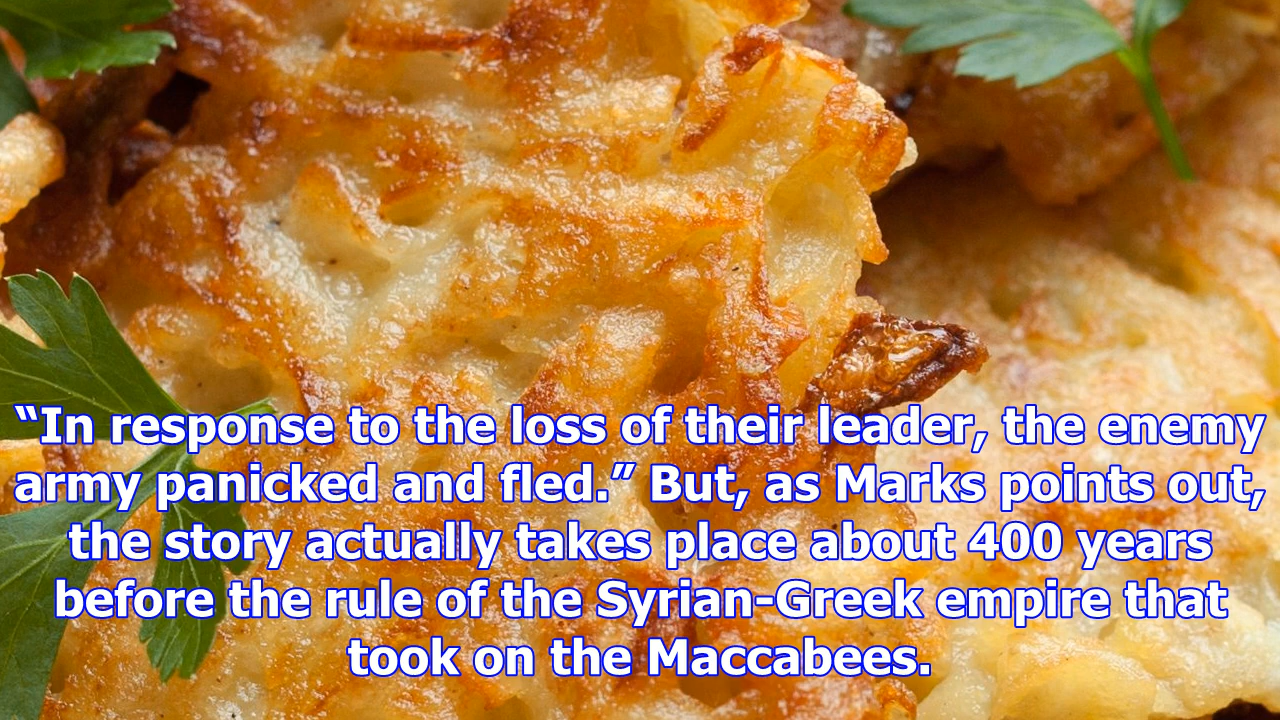 “In response to the loss of their leader, the enemy
army panicked and fled.” But, as Marks points out,
the story actually takes place about 400 years
before the rule of the Syrian-Greek empire that
took on the Maccabees.